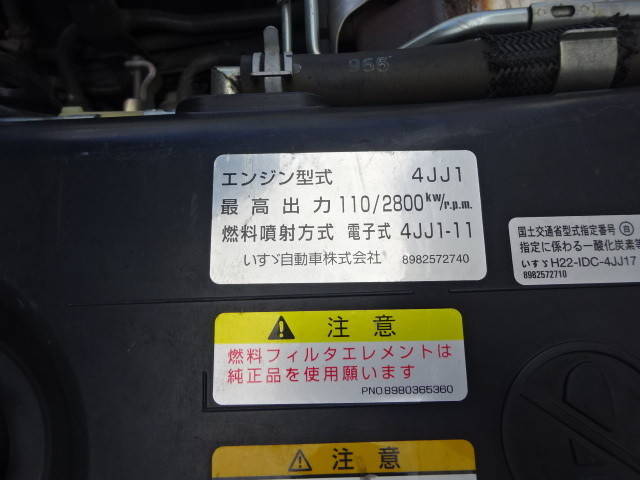 955
エンジン型式 4JJ1
最高出力 110/2800kW/r.p.m.
燃料噴射方式 電子式 4JJ1-11
いすゞ自動車株式会社 8982572740
国土交通省型式指定番号
指定に係わる一酸化炭素等
いすゞH22-IDC-4JJ17
8982572710
注意
燃料フィルタエレメントは
純正品を使用願います
PNO.8980365360
注意